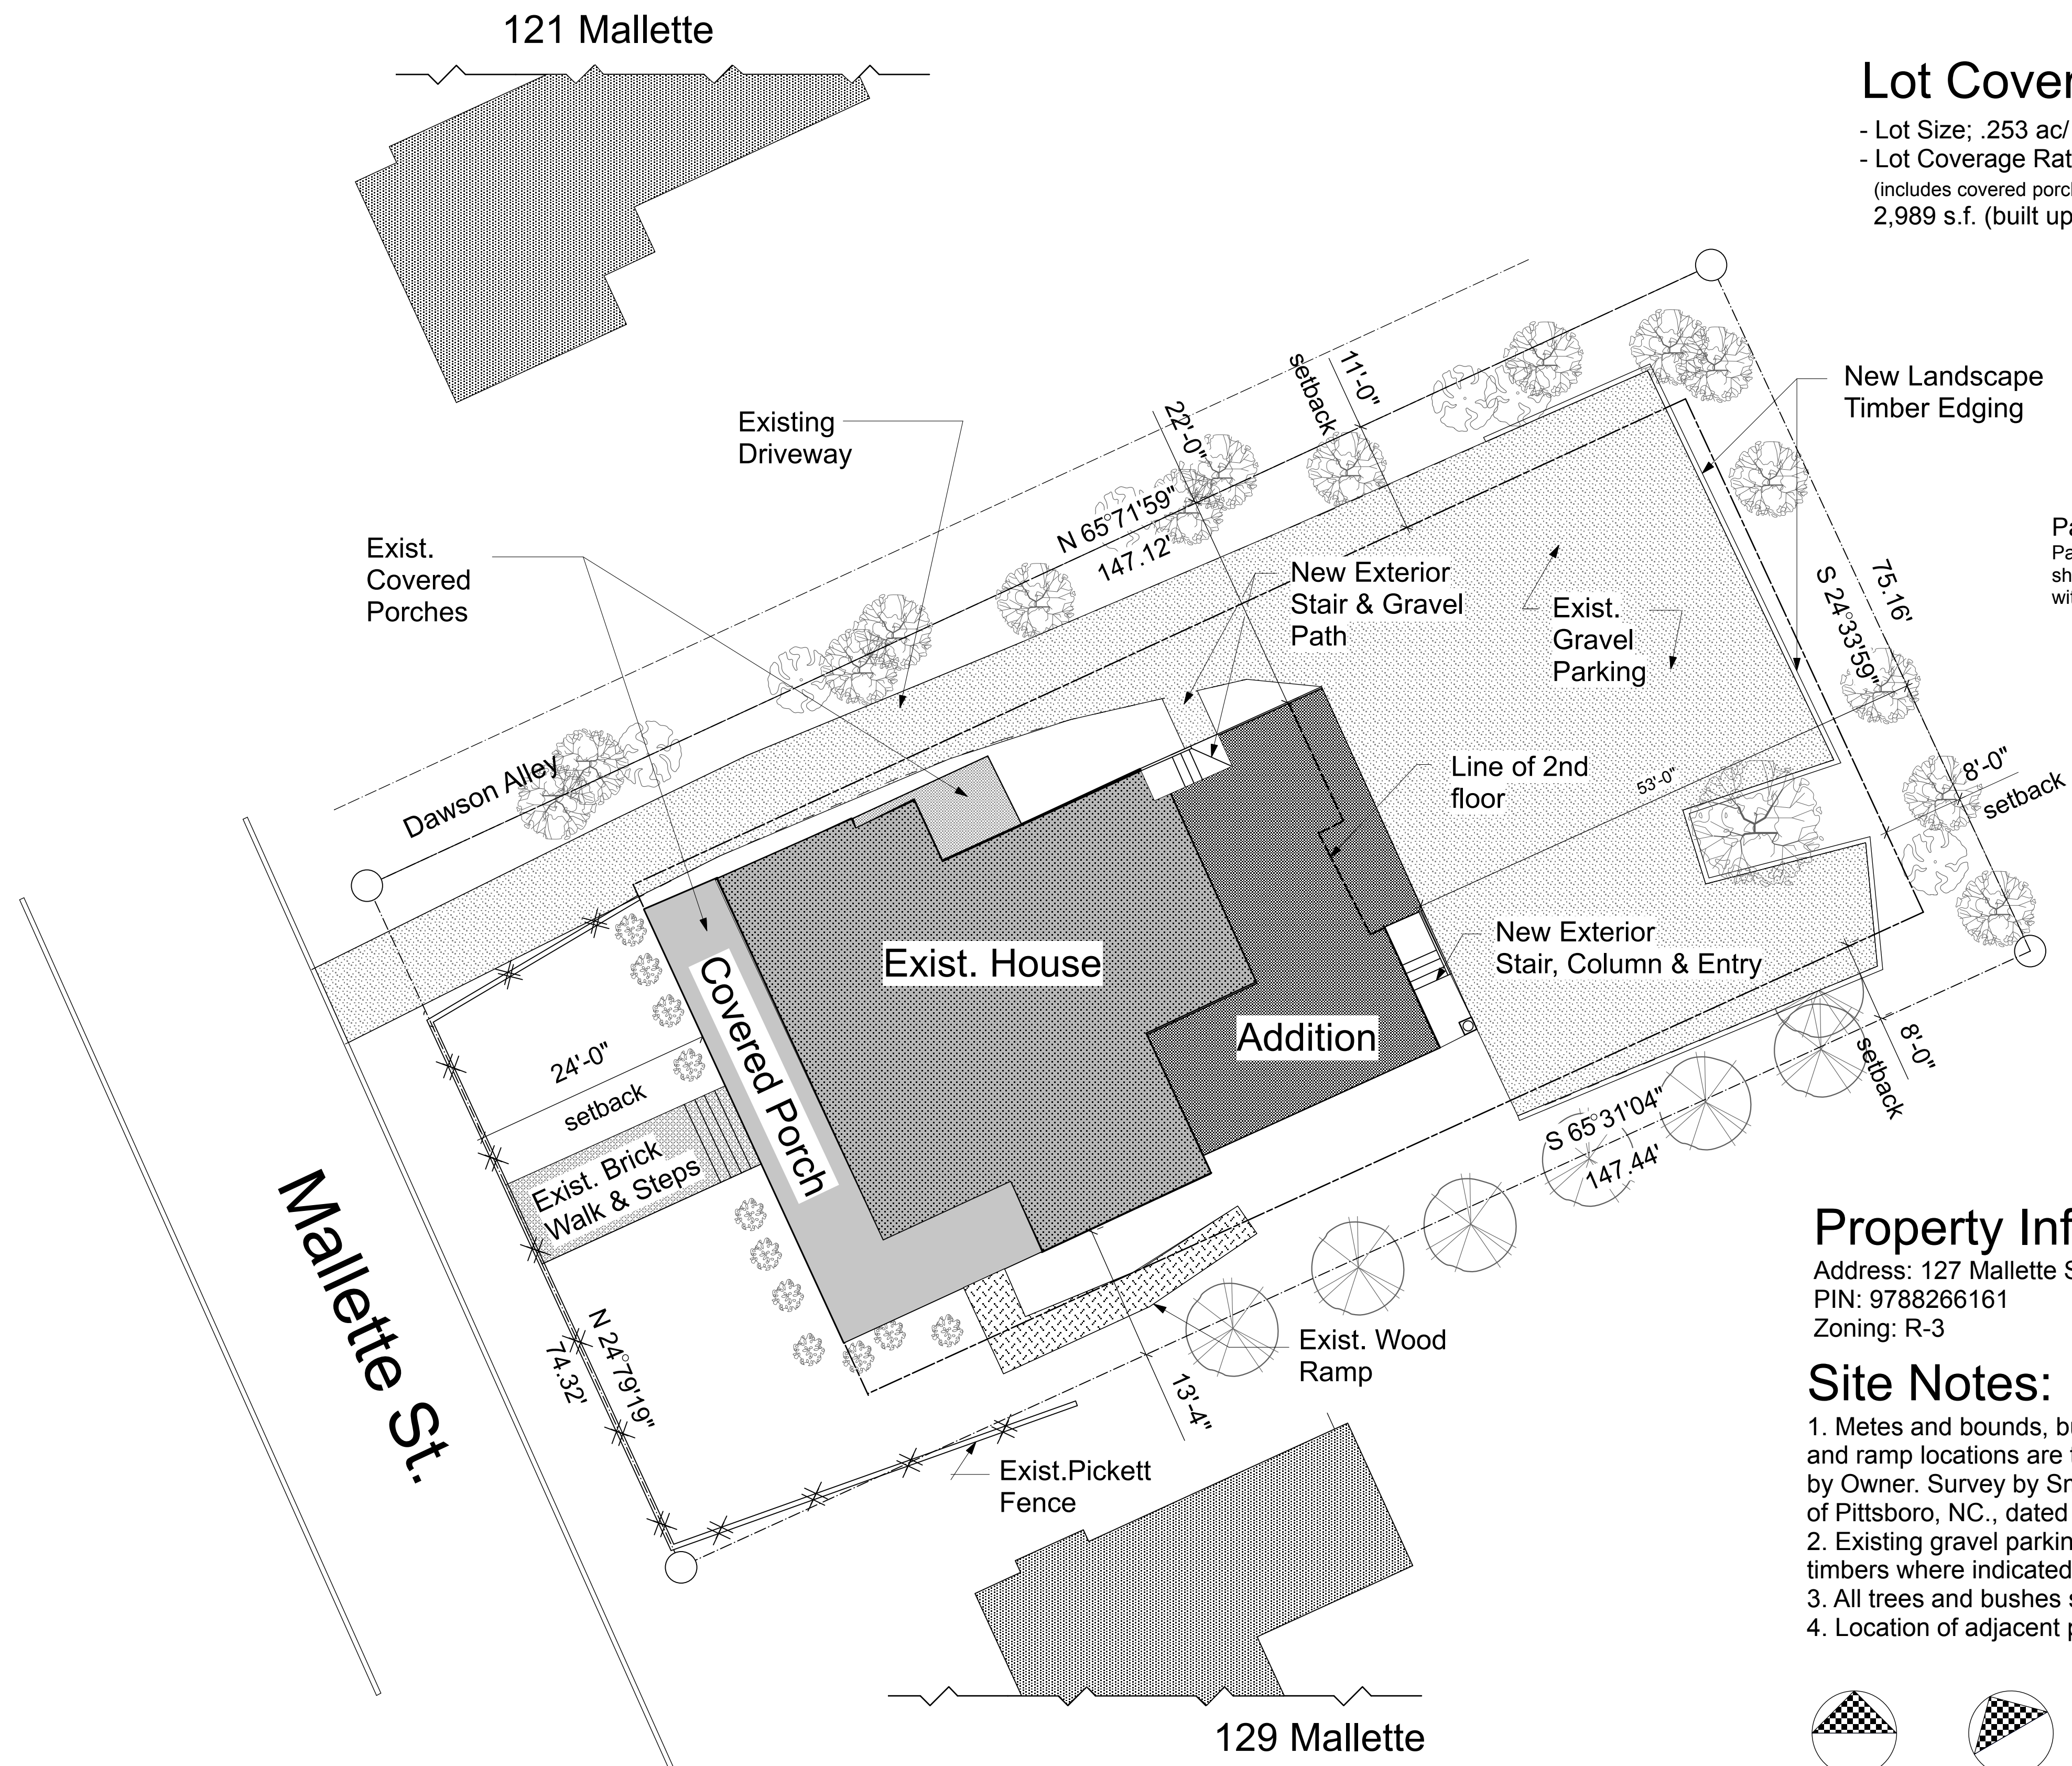 121 Mallette
Lot Cover
- Lot Size; .253 ac/
- Lot Coverage Rat
(includes covered porc
2,989 s.f. (built up
setback
11'-0"
22'-0"
New Landscape
Timber Edging
Existing
Driveway
N 65°71'59"
147.12'
Exist.
Covered
Porches
New Exterior
Stair & Gravel
Path
Exist.
Gravel
Parking
75.16'
S 24°33'59"
Pa
Pa
sh
wit
Dawson Alley
Line of 2nd
floor
53'-0"
8'-0"
setback
Exist. House
Covered Porch
New Exterior
Stair, Column & Entry
Addition
24'-0"
setback
8'-0"
setback
Exist. Brick
Walk & Steps
S 65°31'04"
147.44'
Mallette St.
N 24°79'19"
74.32'
Exist. Wood
Ramp
13'-4"
Exist.Pickett
Fence
129 Mallette
Property Inf
Address: 127 Mallette S
PIN: 9788266161
Zoning: R-3
Site Notes:
1. Metes and bounds, bu
and ramp locations are
by Owner. Survey by Sm
of Pittsboro, NC., dated
2. Existing gravel parkin
timbers where indicated
3. All trees and bushes s
4. Location of adjacent p